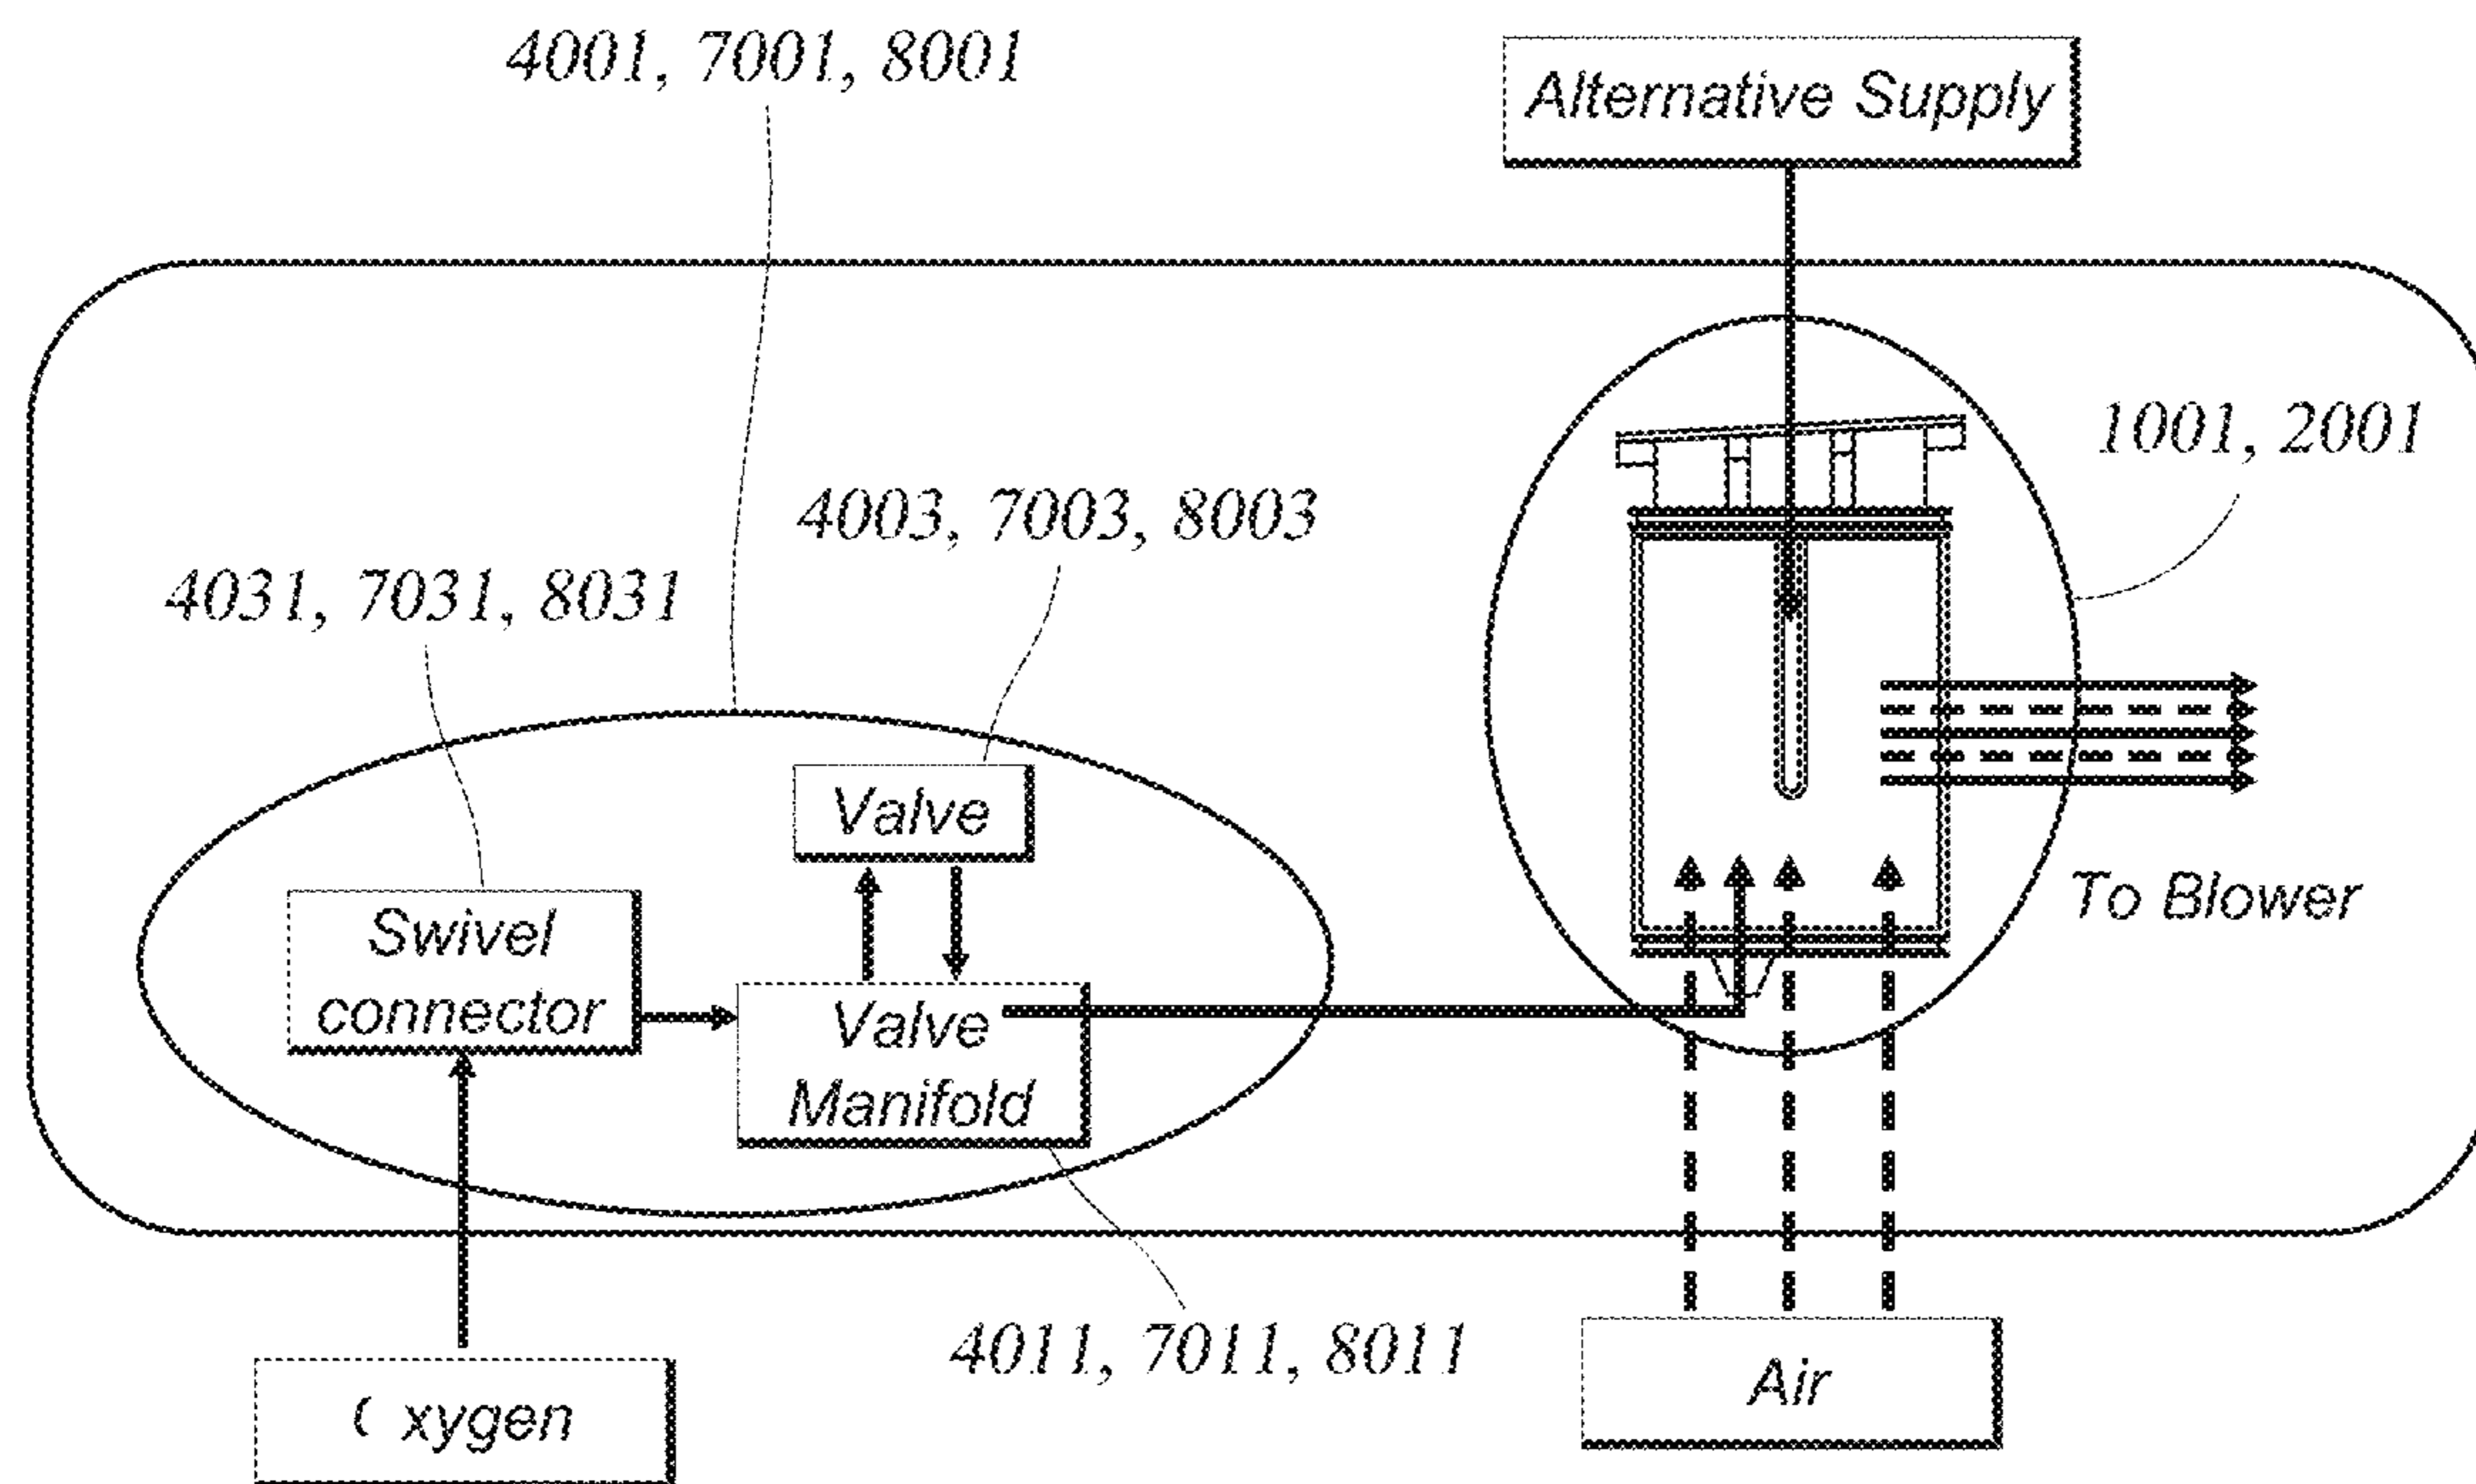 4001, 7001, 8001
Alternative Supply
1001, 2001
4003, 7003, 8003
4031, 7031, 8031
Valve
Swivel
connector
Valve
Manifold
To Blower
4011, 7011, 8011
Air
Oxygen